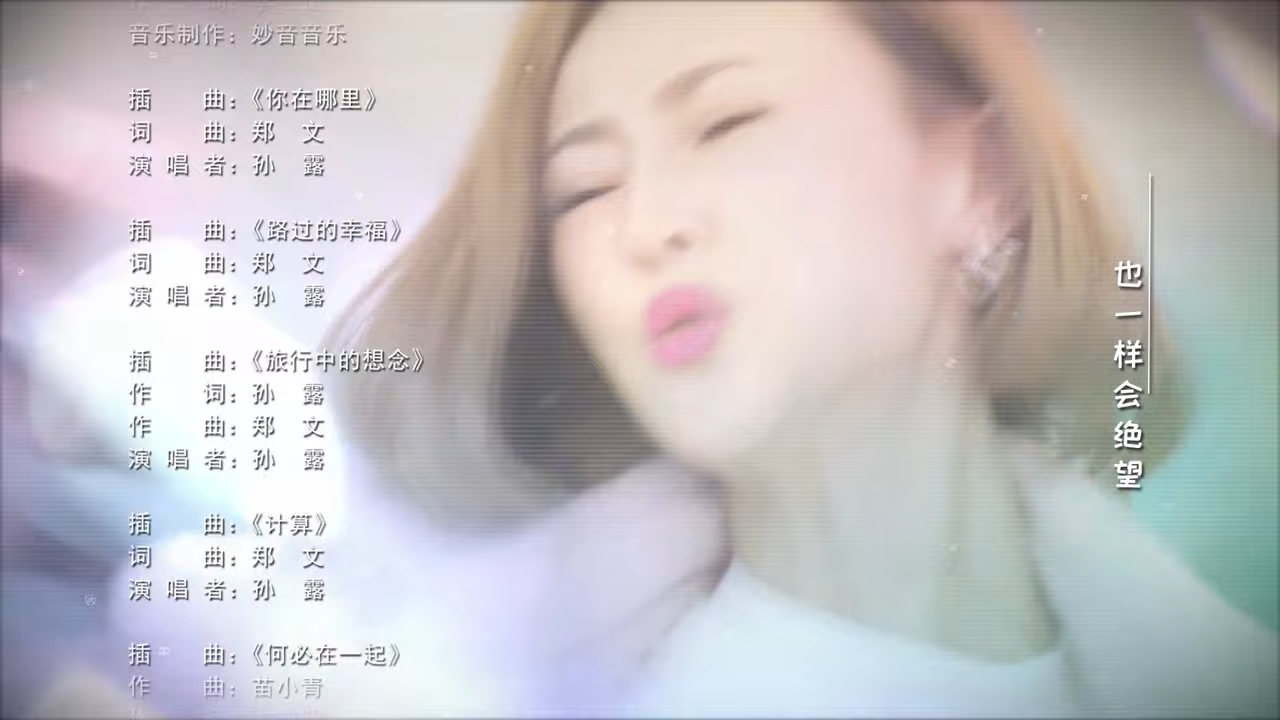 音乐制作：妙音音乐
插 曲：《你在哪里》
词 曲：郑 文
演 唱 者：孙 露
插 曲：《路过的幸福》
词 曲：郑 文
演 唱 者：孙 露
插 曲：《旅行中的想念》
作 词：孙 露
作 曲：郑 文
演 唱 者：孙 露
插 曲：《计算》
词 曲：郑 文
演 唱 者：孙 露
插 曲：《何必在一起》
作 曲：苗小青
也一样会绝望